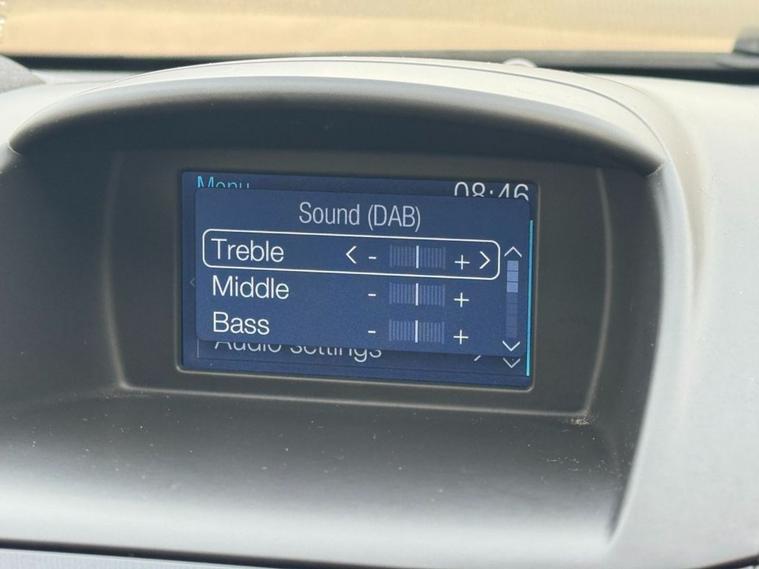 Menu 08:46
Sound (DAB)
Treble < - + >
Middle - +
Bass - +
Audio settings